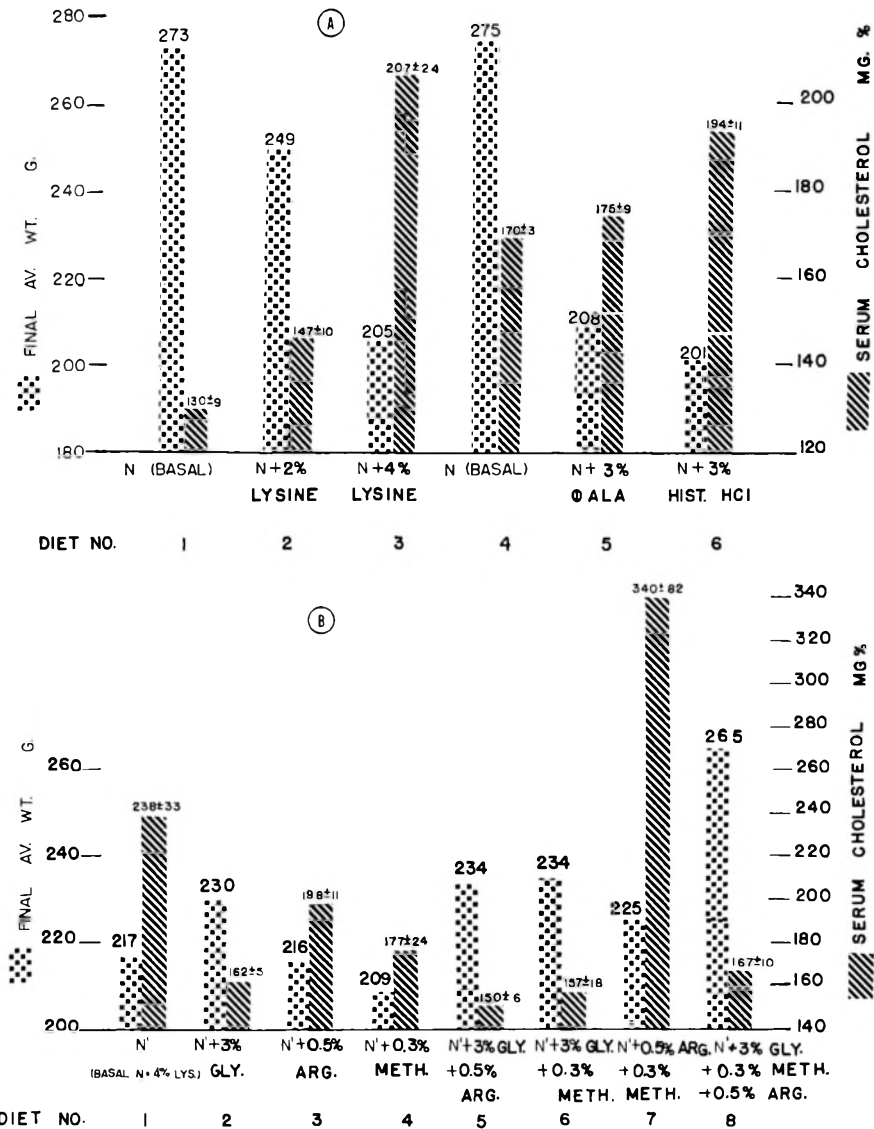 A
280
260
240
220
200
180
FINAL AV. WT. G.
SERUM CHOLESTEROL MG. %
200
180
160
140
120
273
130±9
249
147±10
205
207±24
275
170±3
208
176±9
201
194±11
N (BASAL)
N+2%
LYSINE
N+4%
LYSINE
N (BASAL)
N+3%
ΦALA
N+3%
HIST. HCl
DIET NO. 1 2 3 4 5 6
B
260
240
220
200
FINAL AV. WT. G.
SERUM CHOLESTEROL MG%
340
320
300
280
260
240
220
200
180
160
140
217
238±33
230
162±5
216
198±11
209
177±24
234
150±6
234
157±18
225
340±82
265
167±10
N'
(BASAL N+4% LYS.)
N'+3%
GLY.
N'+0.5%
ARG.
N'+0.3%
METH.
N'+3% GLY.
+0.5%
ARG.
N'+3% GLY.
+0.3%
METH.
N'+0.5% ARG.
+0.3%
METH.
N'+3% GLY.
+0.3% METH.
+0.5% ARG.
DIET NO. 1 2 3 4 5 6 7 8